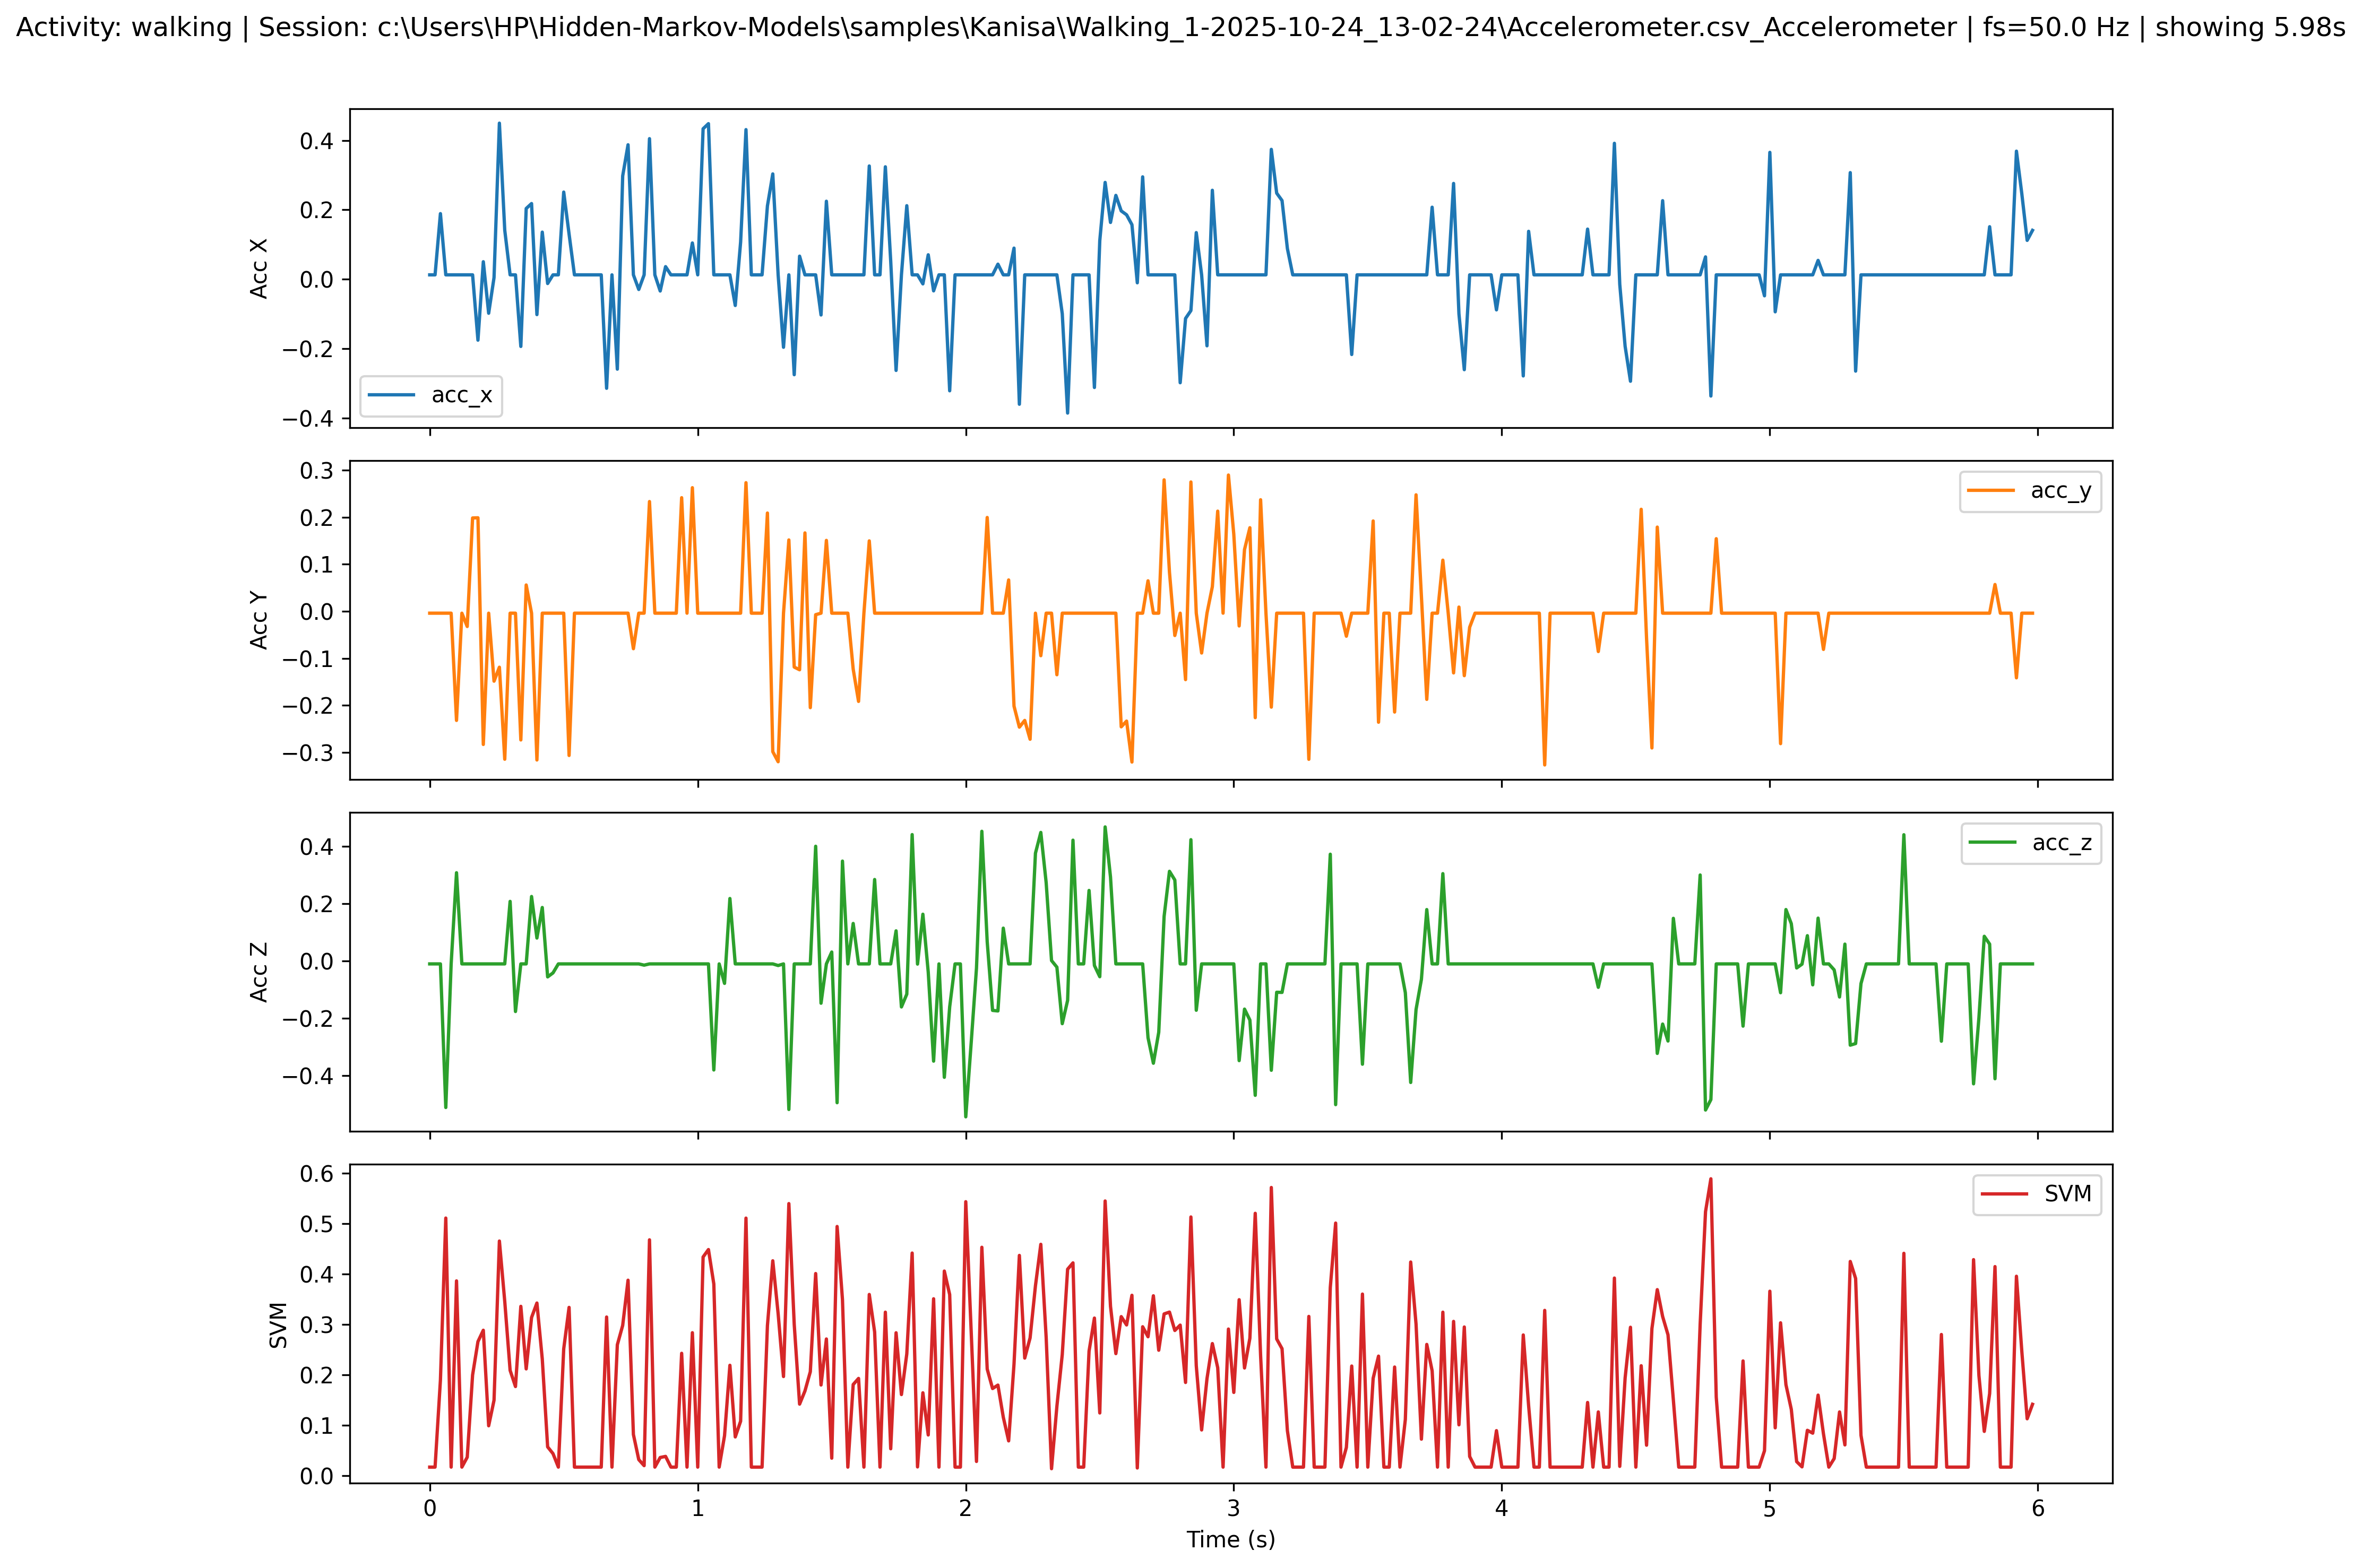 Activity: walking | Session: c:\Users\HP\Hidden-Markov-Models\samples\Kanisa\Walking_1-2025-10-24_13-02-24\Accelerometer.csv_Accelerometer | fs=50.0 Hz | showing 5.98s
0.4
0.2
0.0
−0.2
−0.4
Acc X
acc_x
0.3
0.2
0.1
0.0
−0.1
−0.2
−0.3
Acc Y
acc_y
0.4
0.2
0.0
−0.2
−0.4
Acc Z
acc_z
0.6
0.5
0.4
0.3
0.2
0.1
0.0
SVM
SVM
0 1 2 3 4 5 6
Time (s)